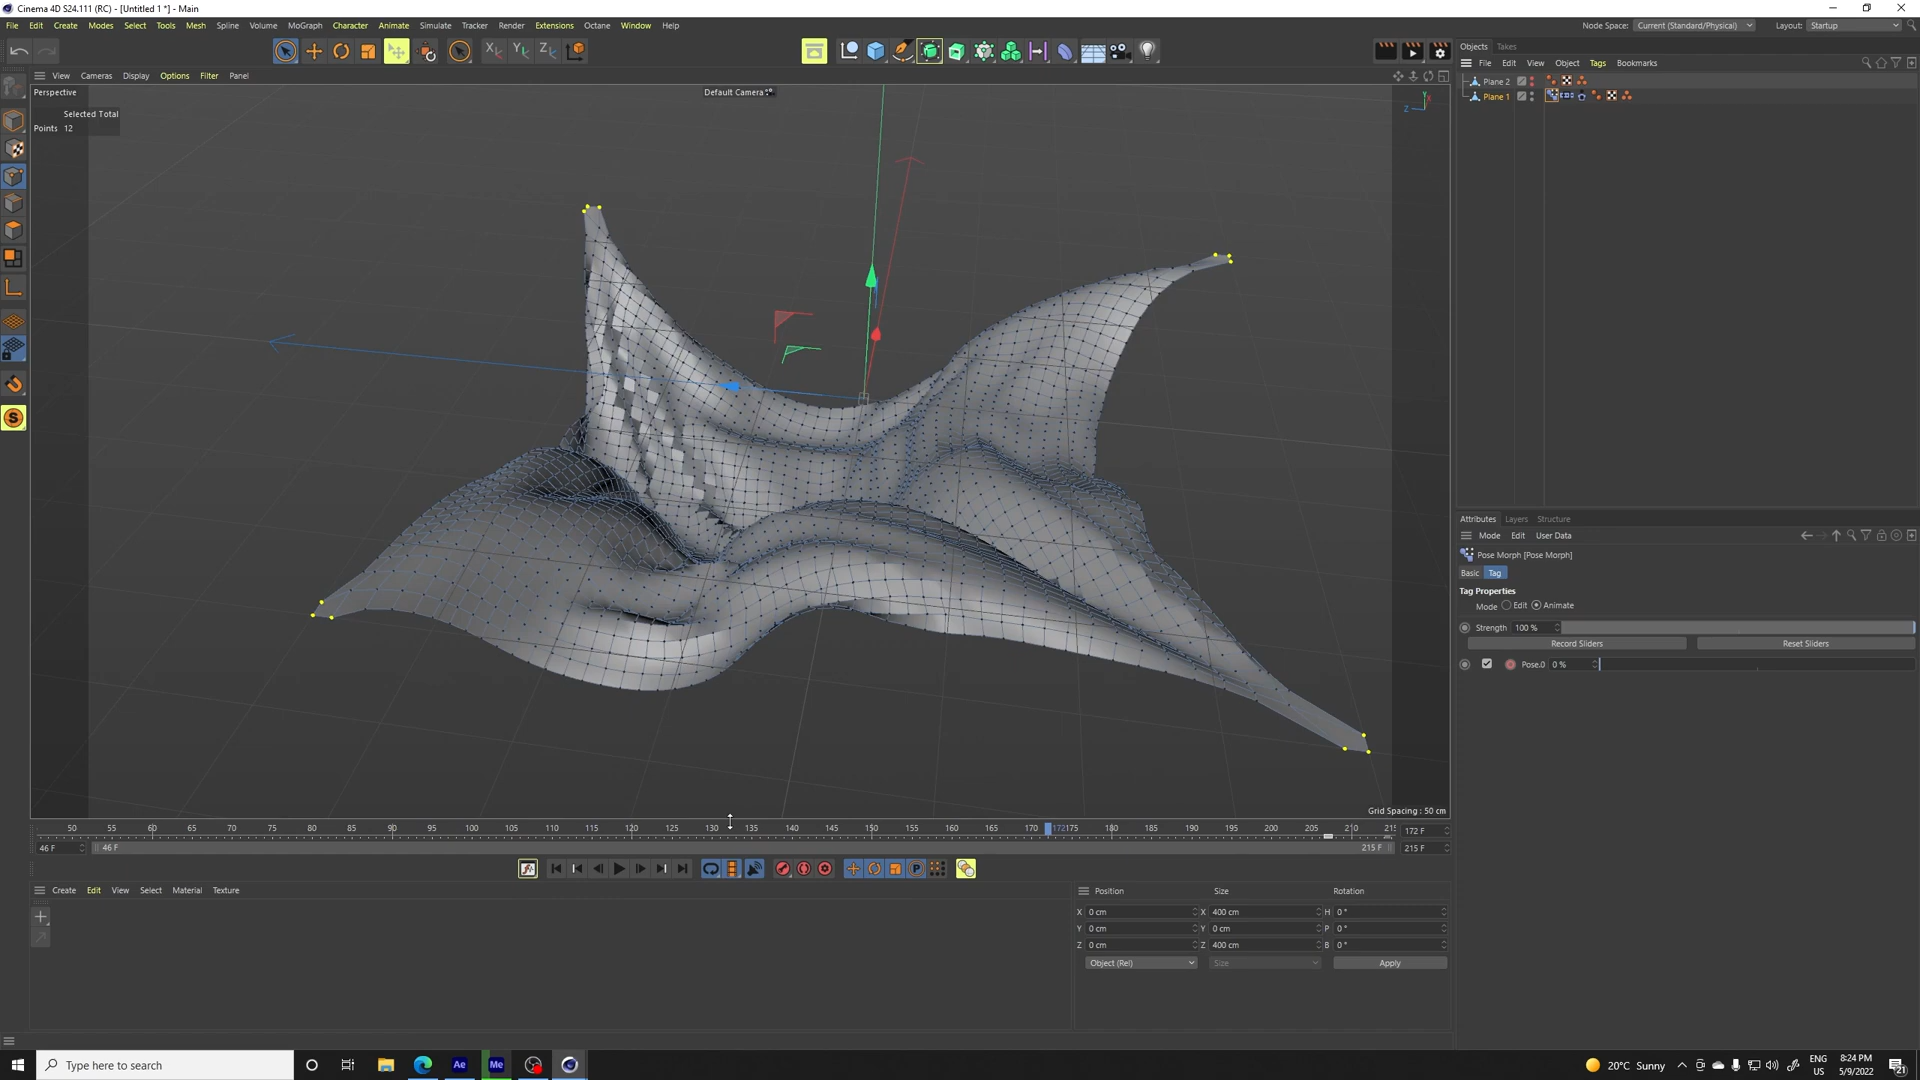 Cinema 4D S24.111 (RC) - [Untitled 1 *] - Main
File Edit Create Modes Select Tools Mesh Spline Volume MoGraph Character Animate Simulate Tracker Render Extensions Octane Window Help
Node Space: Current (Standard/Physical) Layout: Startup
View Cameras Display Options Filter Panel
Perspective
Default Camera
Selected Total
Points 12
Grid Spacing : 50 cm
50 55 60 65 70 75 80 85 90 95 100 105 110 115 120 125 130 135 140 145 150 155 160 165 170 172 175 180 185 190 195 200 205 210 215
172 F
46 F 46 F 215 F 215 F
Create Edit View Select Material Texture
Position Size Rotation
X 0 cm X 400 cm H 0 °
Y 0 cm Y 0 cm P 0 °
Z 0 cm Z 400 cm B 0 °
Object (Rel) Size Apply
Objects Takes
File Edit View Object Tags Bookmarks
Plane 2
Plane 1
Attributes Layers Structure
Mode Edit User Data
Pose Morph [Pose Morph]
Basic Tag
Tag Properties
Mode Edit Animate
Strength 100 %
Record Sliders Reset Sliders
Pose.0 0 %
Type here to search
Ae Me
20°C Sunny
ENG
US
8:24 PM
5/9/2022
21